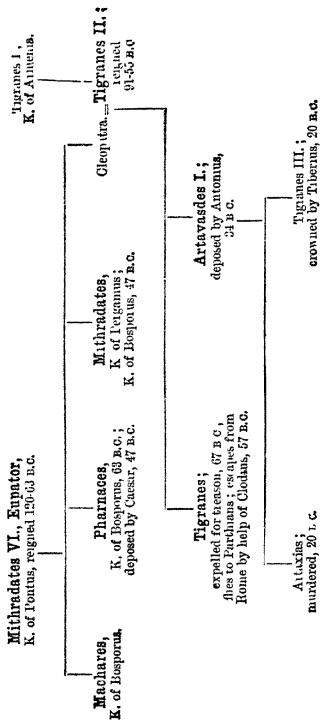 Mithradates VI., Eupator,
K. of Pontus, reigned 120-63 B.C.
Tigranes I,
K. of Armenia.
Machares,
K. of Bosporus.
Pharnaces,
K. of Bosporus, 63 B.C.;
deposed by Caesar, 47 B.C.
Mithradates,
K of Pergamus;
K. of Bosporus, 47 B.C.
Cleopatra = Tigranes II.;
reigned
91-55 B.C
Tigranes;
expelled for treason, 67 B C,
flies to Parthians; escapes from
Rome by help of Clodius, 57 B.C.
Artavasdes I.;
deposed by Antonius,
34 B C.
Artaxias;
murdered, 20 B. C.
Tigranes III.;
crowned by Tiberius, 20 B.C.